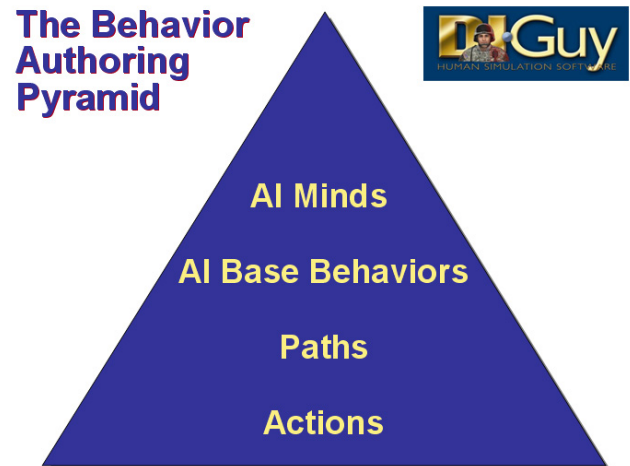 The Behavior
Authoring
Pyramid
DI-Guy
HUMAN SIMULATION SOFTWARE
AI Minds
AI Base Behaviors
Paths
Actions